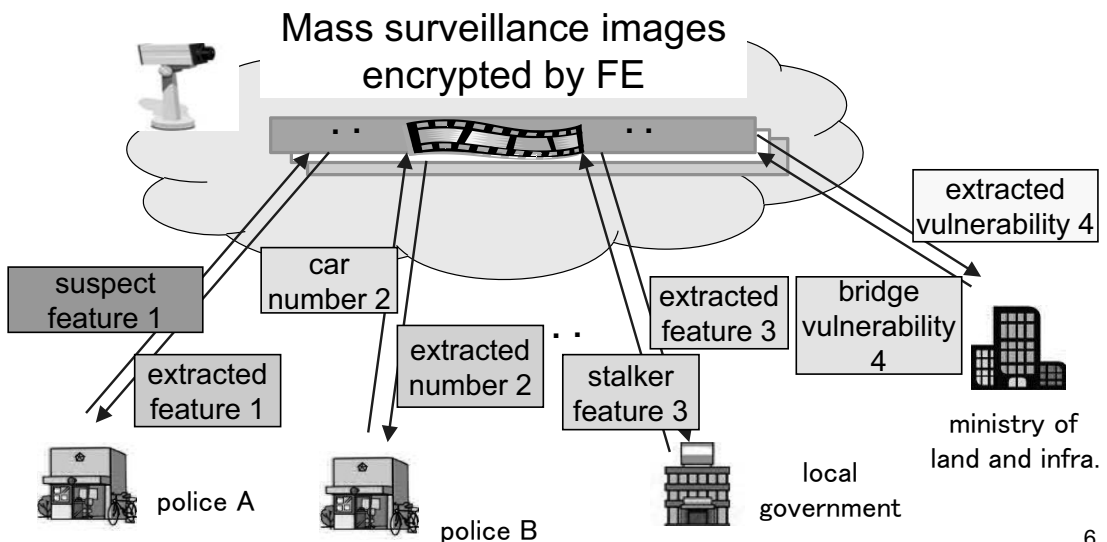 Mass surveillance images
encrypted by FE
. .
. .
extracted
vulnerability 4
suspect
feature 1
car
number 2
extracted
feature 3
bridge
vulnerability
4
extracted
feature 1
extracted
number 2
. .
stalker
feature 3
ministry of
land and infra.
local
government
police A
police B
6